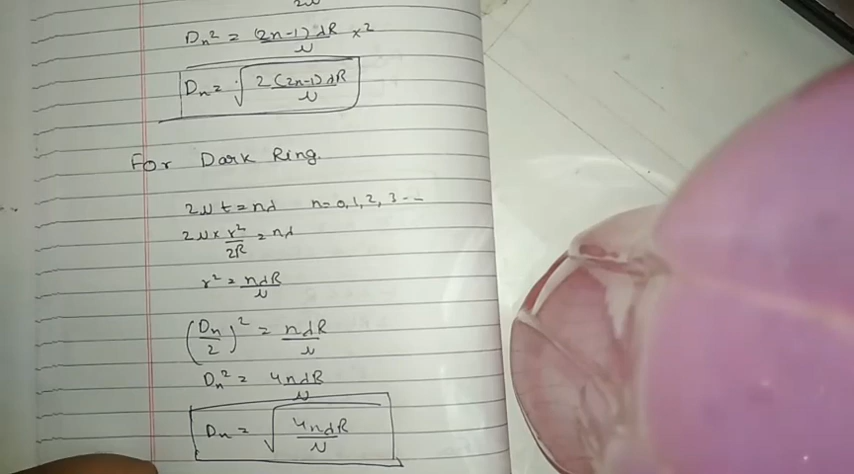 Dn² = (2n-1)λR/μ x2
Dn = √(2(2n-1)λR/μ)
For Dark Ring.
2μt = nλ n=0,1,2,3---
2μ x r²/2R = nλ
r² = nλR/μ
(Dn/2)² = nλR/μ
Dn² = 4nλR/μ
Dn = √(4nλR/μ)